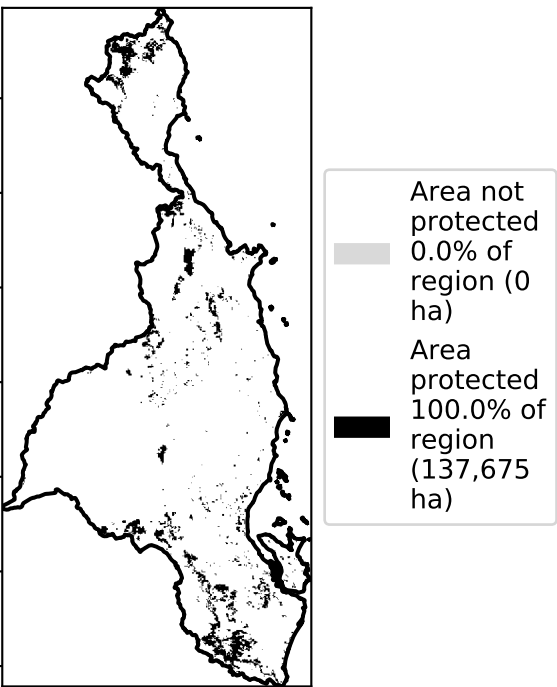 Area not
protected
0.0% of
region (0
ha)
Area
protected
100.0% of
region
(137,675
ha)